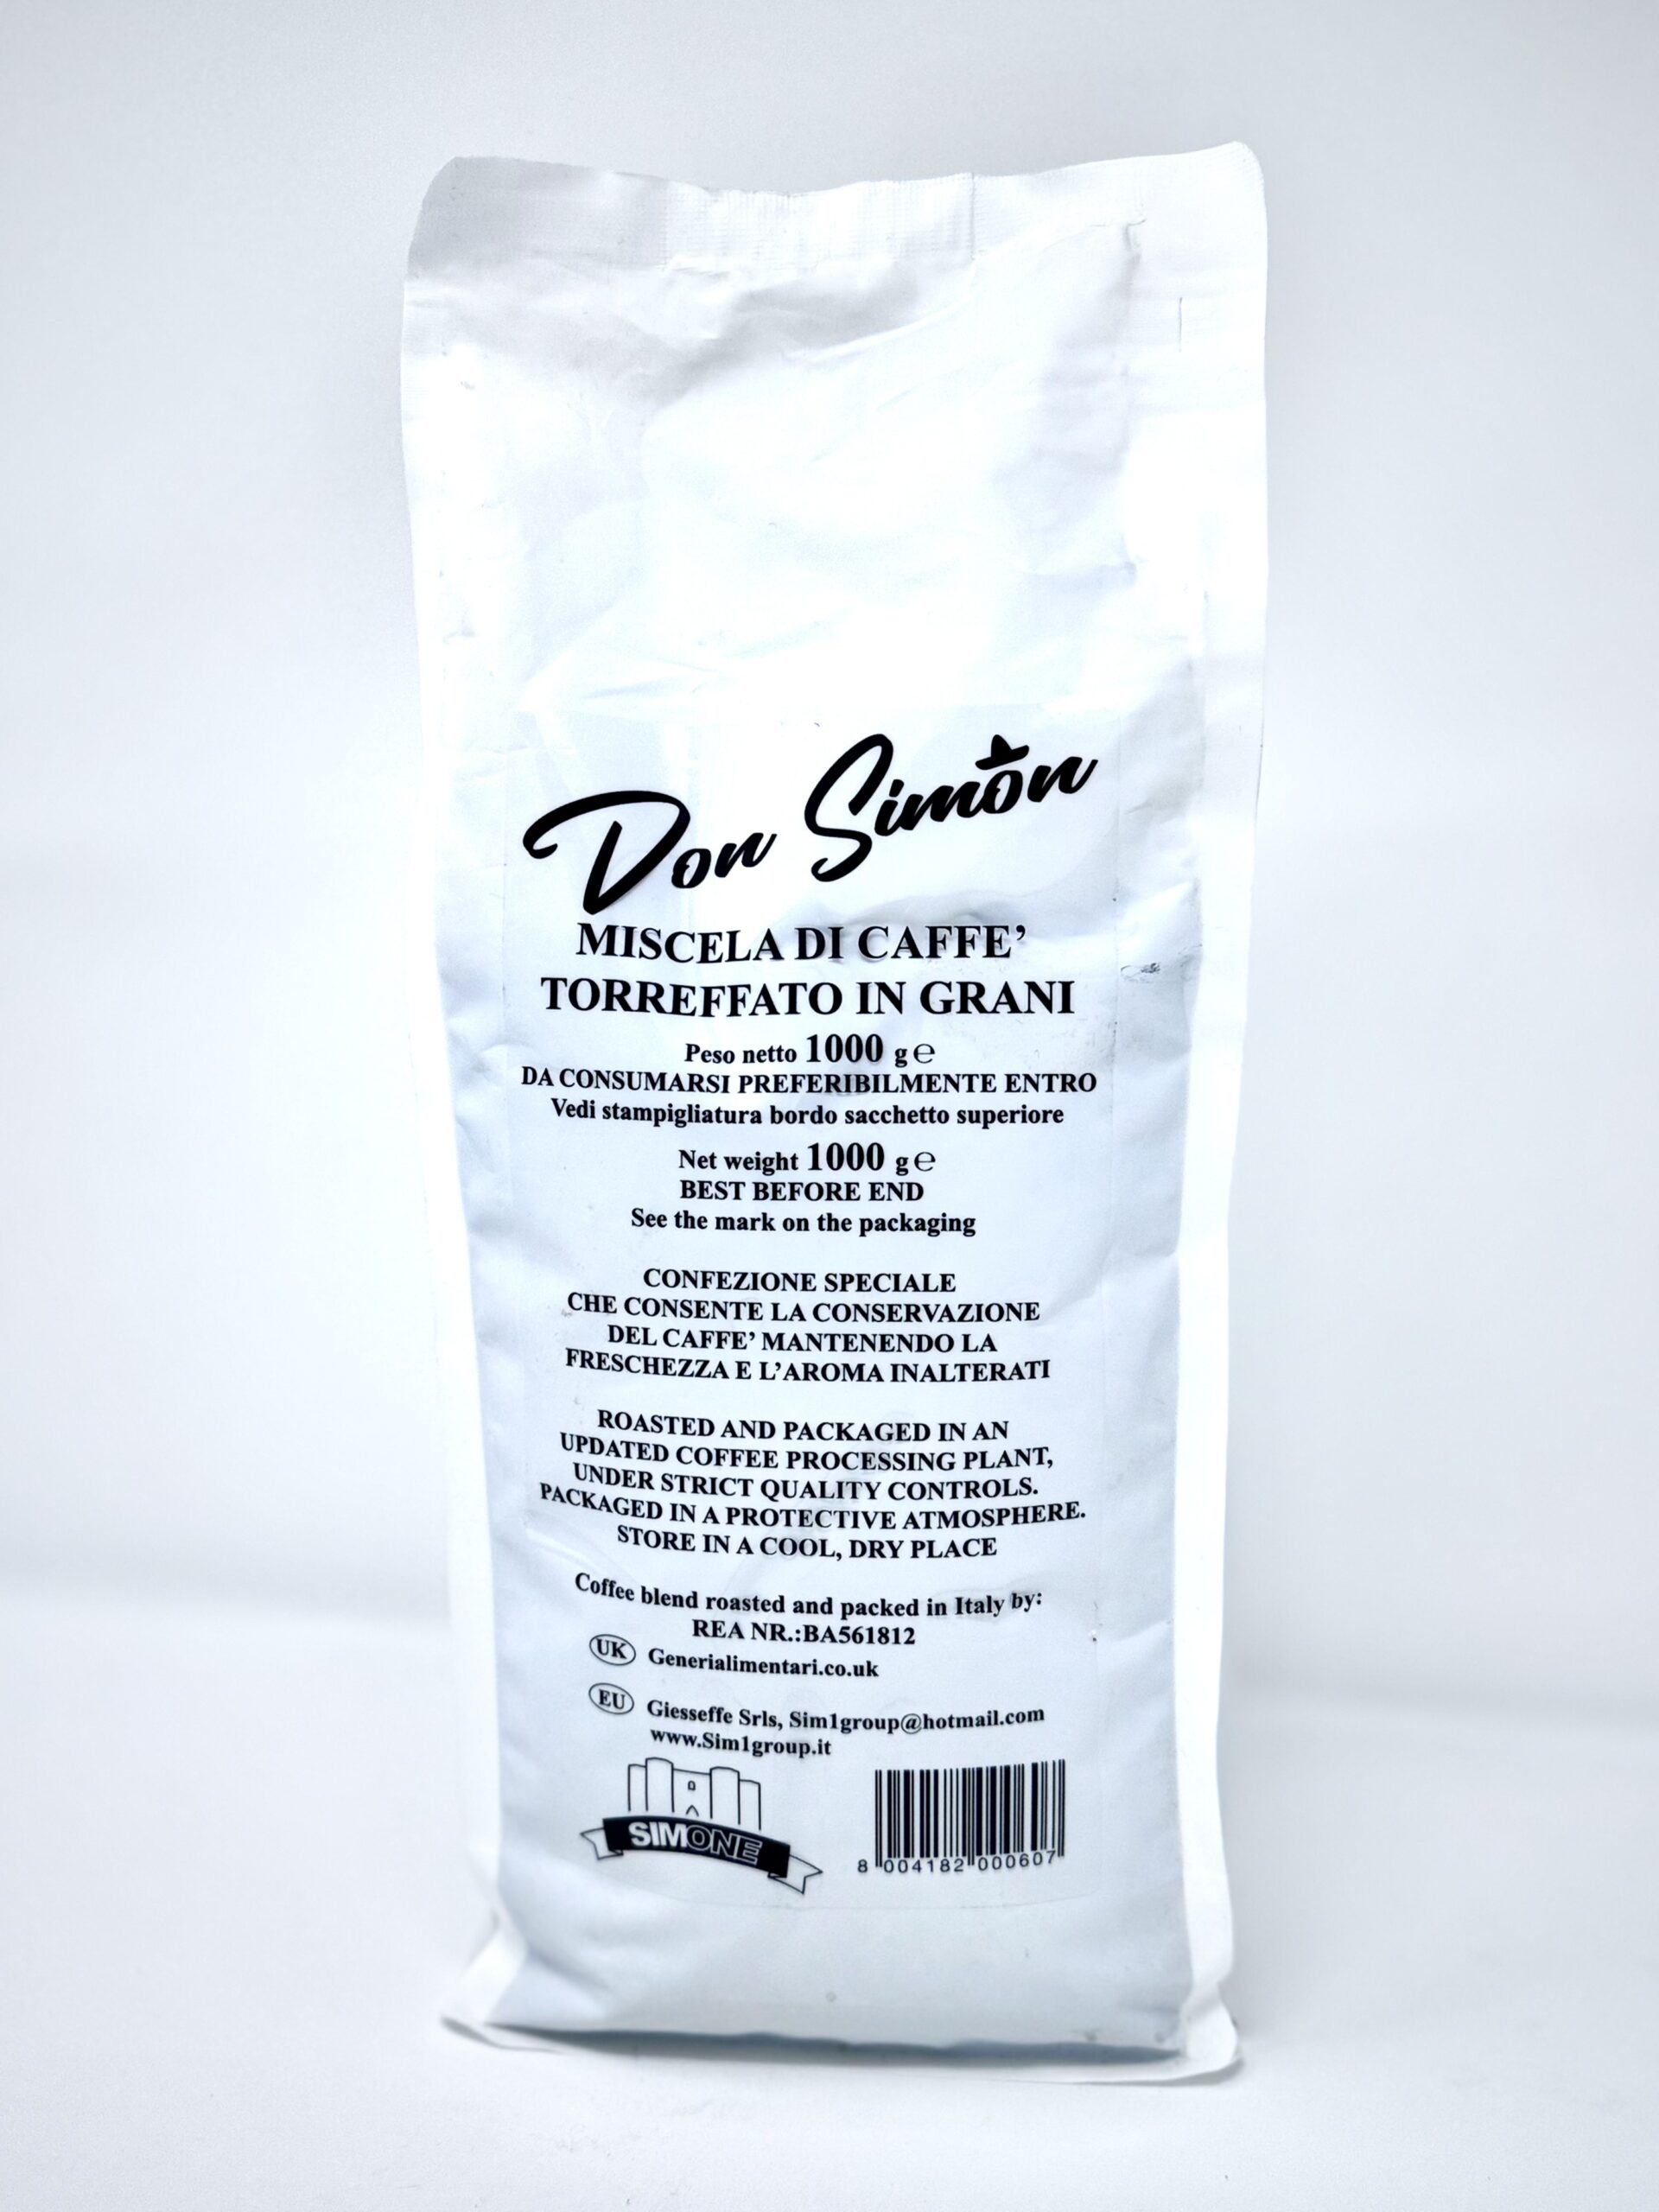 Don Simon
MISCELA DI CAFFE’
TORREFFATO IN GRANI
Peso netto 1000 g ℮
DA CONSUMARSI PREFERIBILMENTE ENTRO
Vedi stampigliatura bordo sacchetto superiore
Net weight 1000 g ℮
BEST BEFORE END
See the mark on the packaging
CONFEZIONE SPECIALE
CHE CONSENTE LA CONSERVAZIONE
DEL CAFFE’ MANTENENDO LA
FRESCHEZZA E L’AROMA INALTERATI
ROASTED AND PACKAGED IN AN
UPDATED COFFEE PROCESSING PLANT,
UNDER STRICT QUALITY CONTROLS.
PACKAGED IN A PROTECTIVE ATMOSPHERE.
STORE IN A COOL, DRY PLACE
Coffee blend roasted and packed in Italy by:
REA NR.:BA561812
UK Generialimentari.co.uk
EU Giesseffe Srls, Sim1group@hotmail.com
www.Sim1group.it
SIMONE
8 004182 000607